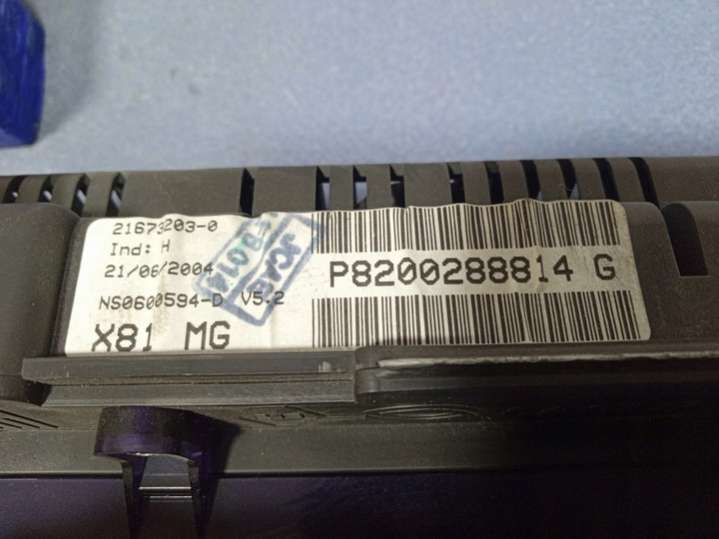 21673203-0
Ind: H
21/06/2004
NS0600594-D V5.2
X81 MG
P8200288814 G